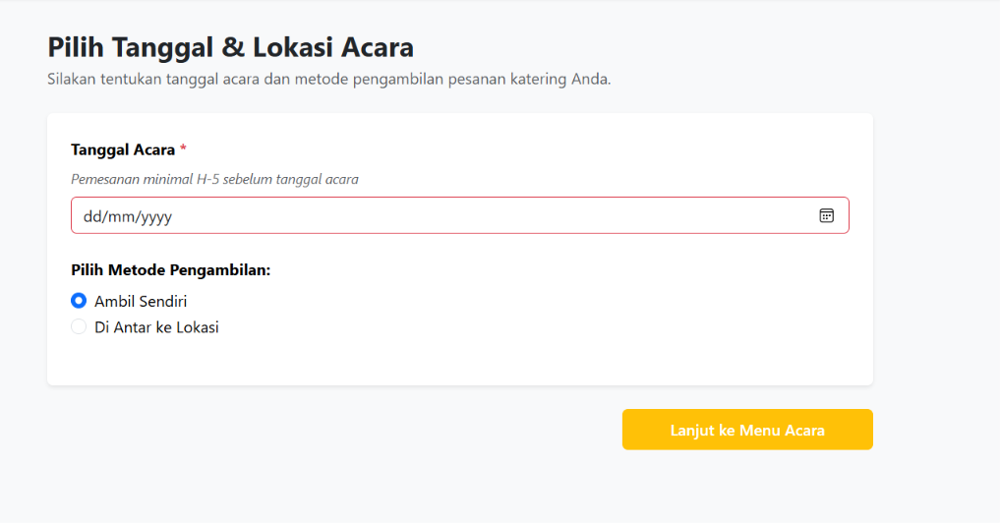 Pilih Tanggal & Lokasi Acara
Silakan tentukan tanggal acara dan metode pengambilan pesanan katering Anda.
Tanggal Acara *
Pemesanan minimal H-5 sebelum tanggal acara
dd/mm/yyyy
Pilih Metode Pengambilan:
Ambil Sendiri
Di Antar ke Lokasi
Lanjut ke Menu Acara